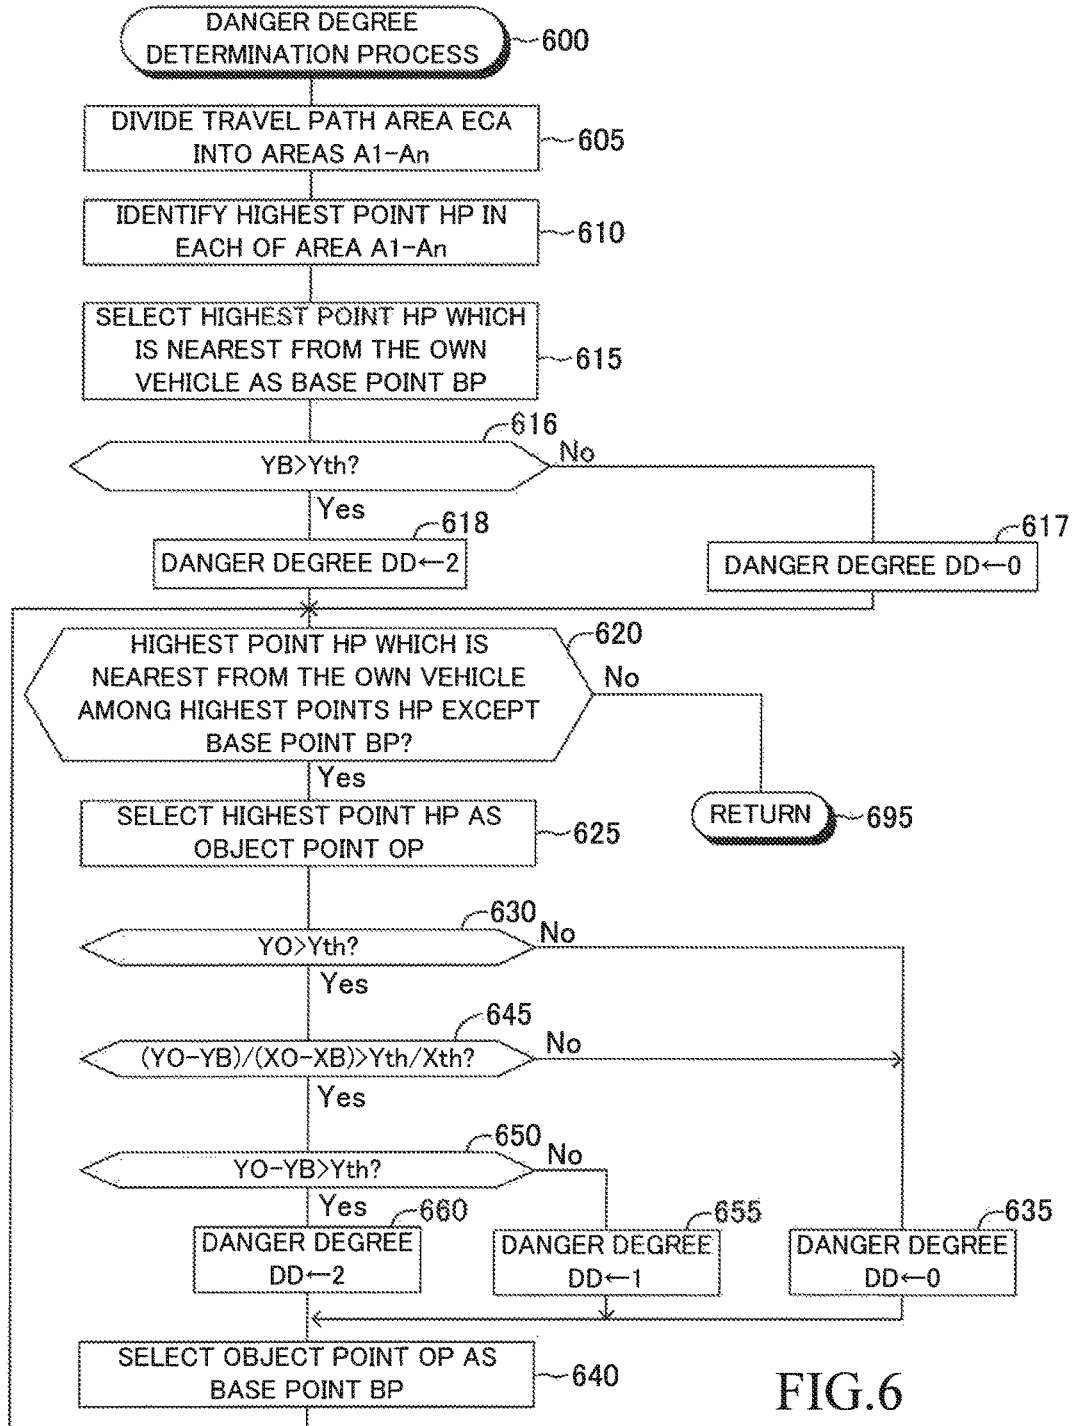 DANGER DEGREE
DETERMINATION PROCESS
600
DIVIDE TRAVEL PATH AREA ECA
INTO AREAS A1-An
605
IDENTIFY HIGHEST POINT HP IN
EACH OF AREA A1-An
610
SELECT HIGHEST POINT HP WHICH
IS NEAREST FROM THE OWN
VEHICLE AS BASE POINT BP
615
616
YB>Yth?
No
Yes
618
DANGER DEGREE DD←2
617
DANGER DEGREE DD←0
620
HIGHEST POINT HP WHICH IS
NEAREST FROM THE OWN VEHICLE
AMONG HIGHEST POINTS HP EXCEPT
BASE POINT BP?
No
Yes
RETURN
695
SELECT HIGHEST POINT HP AS
OBJECT POINT OP
625
630
YO>Yth?
No
Yes
645
(YO-YB)/(XO-XB)>Yth/Xth?
No
Yes
650
YO-YB>Yth?
No
Yes
660
DANGER DEGREE
DD←2
655
DANGER DEGREE
DD←1
635
DANGER DEGREE
DD←0
SELECT OBJECT POINT OP AS
BASE POINT BP
640
FIG.6